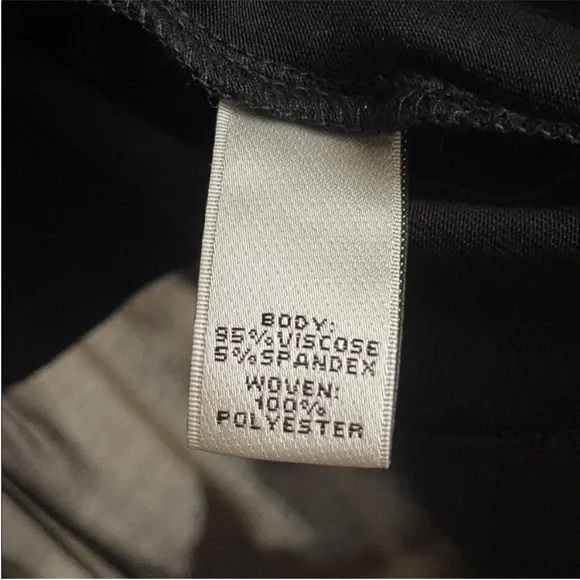 BODY:
95% VISCOSE
5% SPANDEX
WOVEN:
100%
POLYESTER